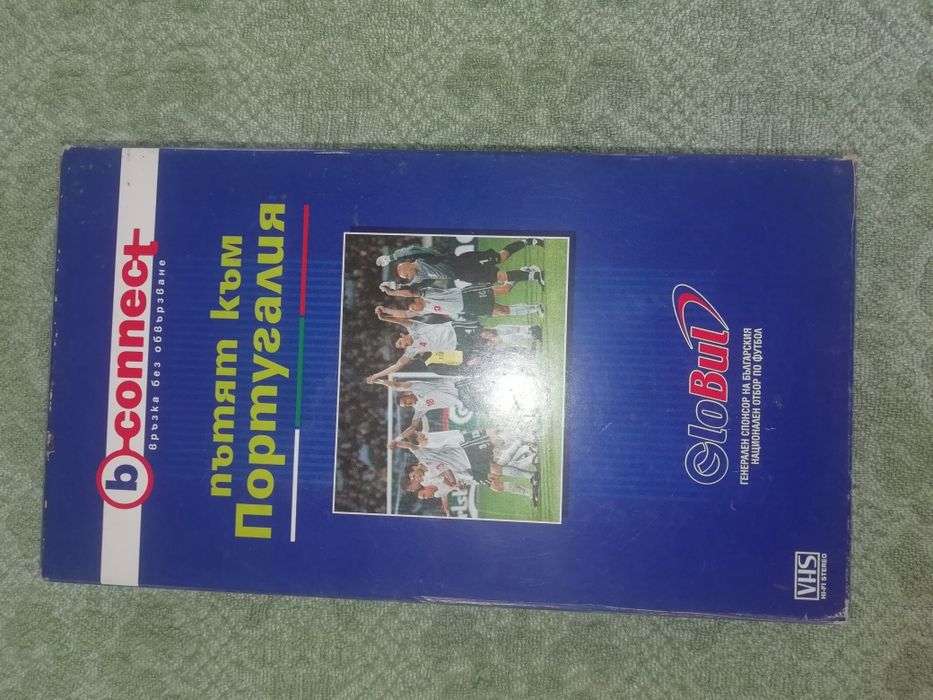 b-connect
връзка без обвързване
пътят към
Португалия
GloBul
ГЕНЕРАЛЕН СПОНСОР НА БЪЛГАРСКИЯ
НАЦИОНАЛЕН ОТБОР ПО ФУТБОЛ
VHS
HI-FI STEREO